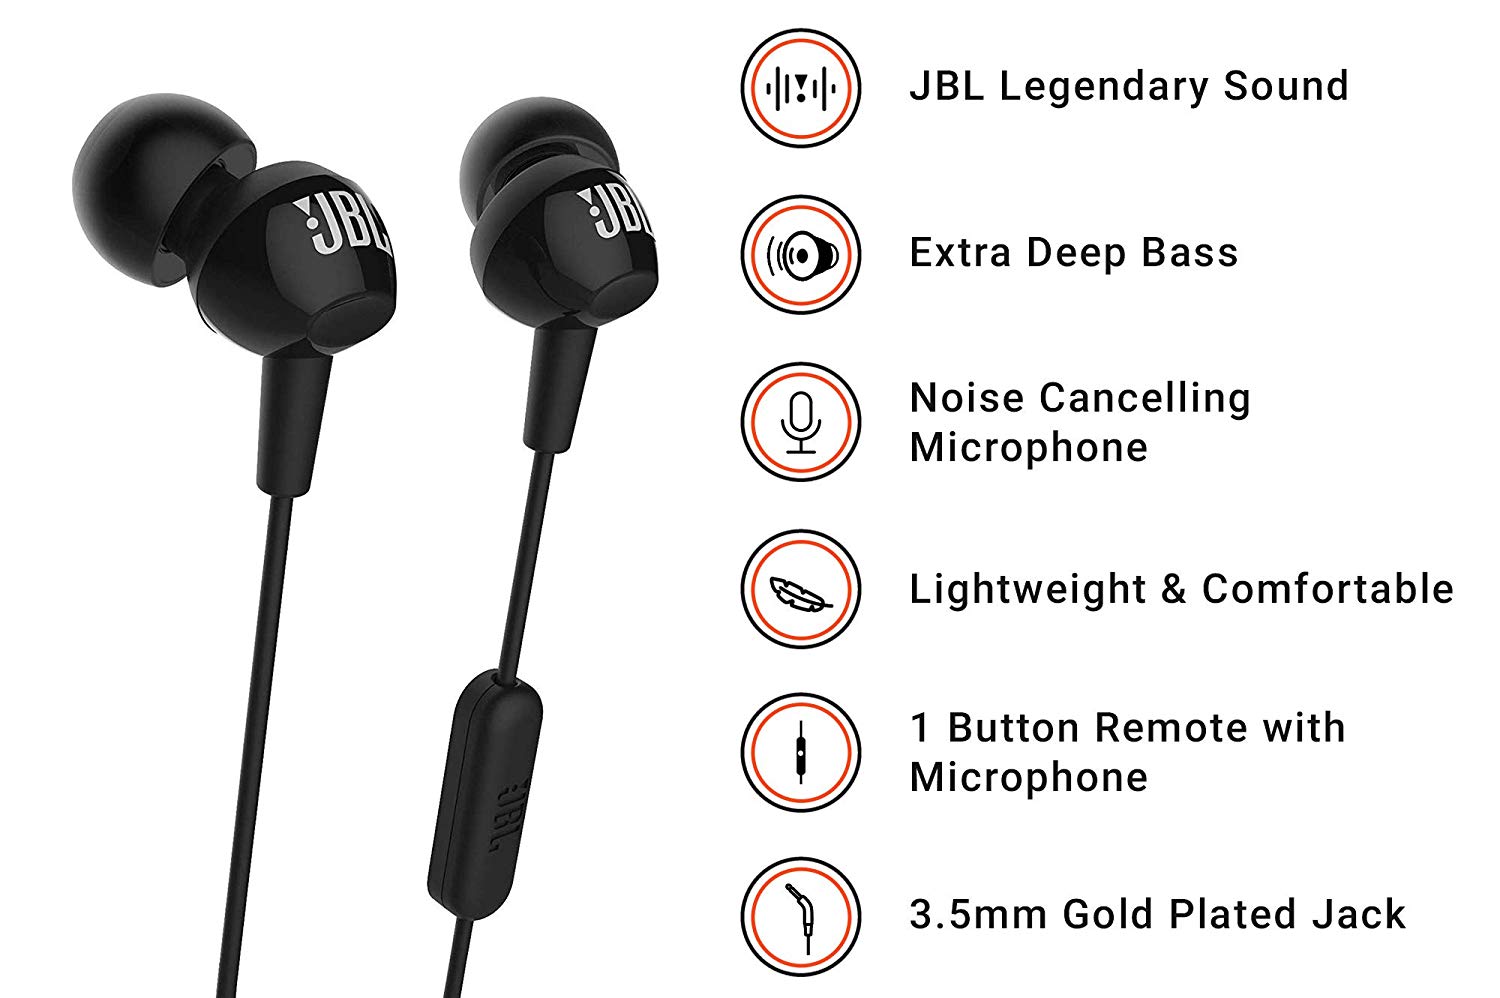 JBL
JBL
JBL
JBL Legendary Sound
Extra Deep Bass
Noise Cancelling
Microphone
Lightweight & Comfortable
1 Button Remote with
Microphone
3.5mm Gold Plated Jack